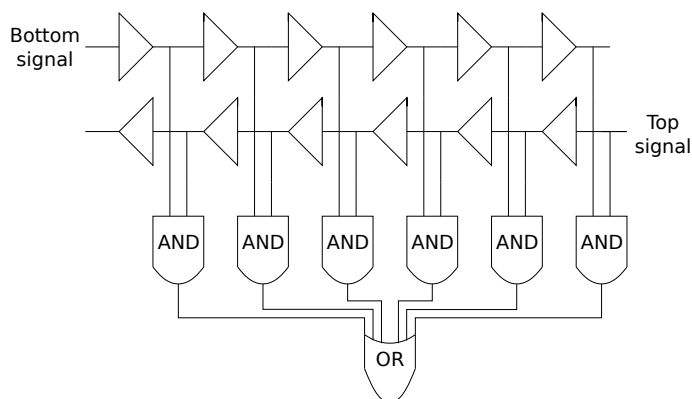 Bottom
signal
Top
signal
AND AND AND AND AND AND
OR